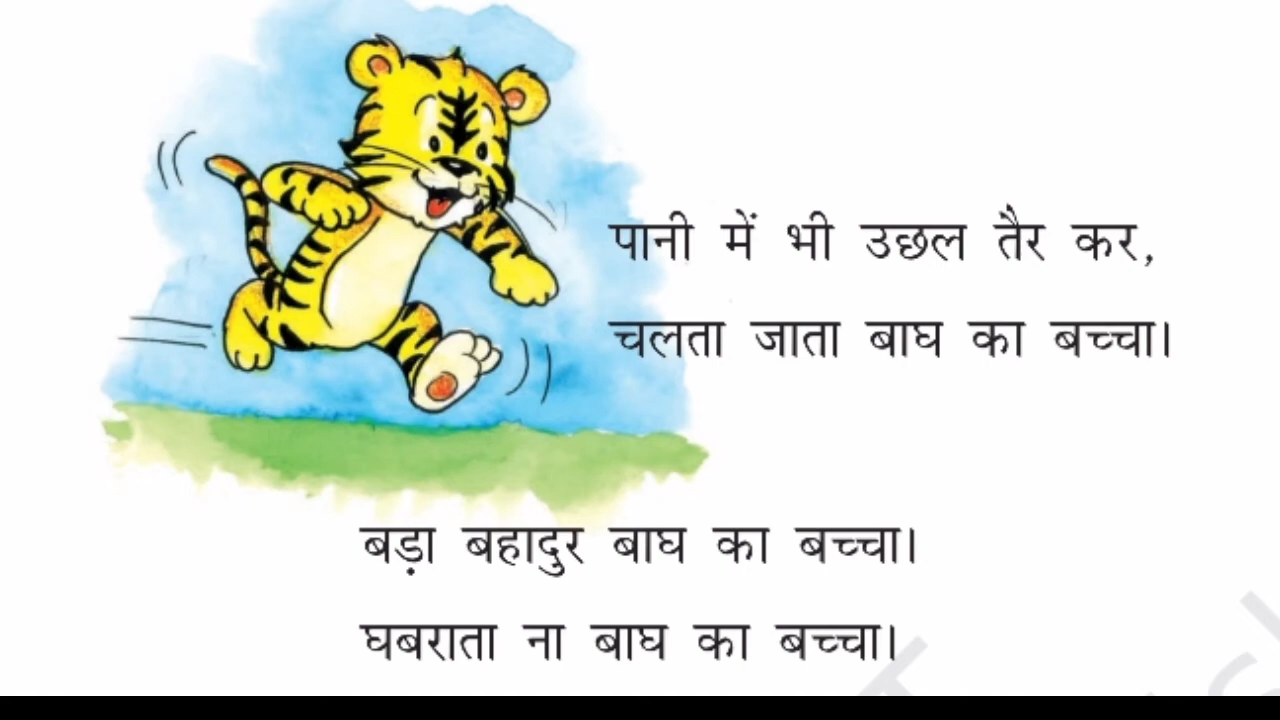 पानी में भी उछल तैर कर,
चलता जाता बाघ का बच्चा।
बड़ा बहादुर बाघ का बच्चा।
घबराता ना बाघ का बच्चा।